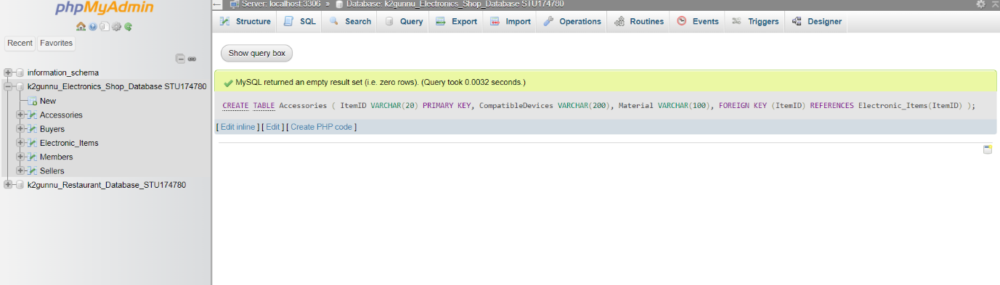 phpMyAdmin
Recent Favorites
information_schema
k2gunnu_Electronics_Shop_Database STU174780
New
Accessories
Buyers
Electronic_Items
Members
Sellers
k2gunnu_Restaurant_Database_STU174780
Server: localhost:3306 » Database: k2gunnu_Electronics_Shop_Database STU174780
Structure SQL Search Query Export Import Operations Routines Events Triggers Designer
Show query box
MySQL returned an empty result set (i.e. zero rows). (Query took 0.0032 seconds.)
CREATE TABLE Accessories ( ItemID VARCHAR(20) PRIMARY KEY, CompatibleDevices VARCHAR(200), Material VARCHAR(100), FOREIGN KEY (ItemID) REFERENCES Electronic_Items(ItemID) );
[ Edit inline ] [ Edit ] [ Create PHP code ]